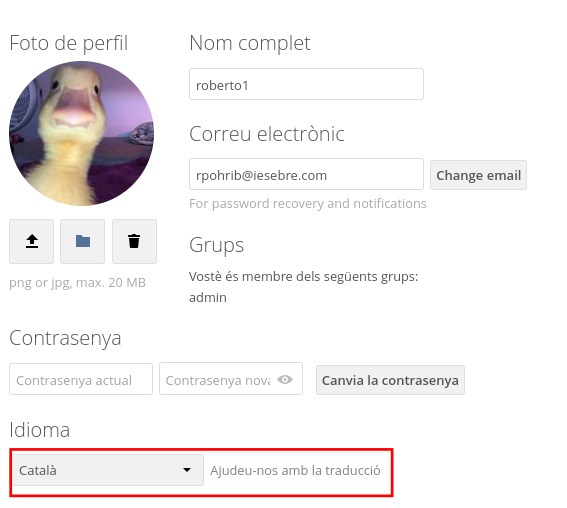 Foto de perfil
Nom complet
roberto1
Correu electrònic
rpohrib@iesebre.com
Change email
For password recovery and notifications
png or jpg, max. 20 MB
Grups
Vostè és membre dels següents grups:
admin
Contrasenya
Contrasenya actual
Contrasenya nova
Canvia la contrasenya
Idioma
Català
Ajudeu-nos amb la traducció